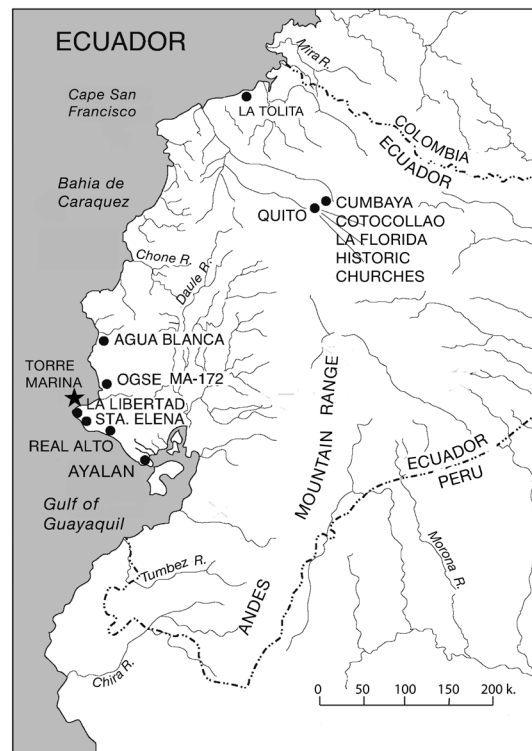 ECUADOR
Mira R.
Cape San
Francisco
LA TOLITA
COLOMBIA
ECUADOR
Bahia de
Caraquez
CUMBAYA
QUITO
COTOCOLLAO
LA FLORIDA
HISTORIC
CHURCHES
Chone R.
Daule R.
AGUA BLANCA
TORRE
MARINA
OGSE MA-172
LA LIBERTAD
STA. ELENA
REAL ALTO
AYALAN
MOUNTAIN RANGE
ECUADOR
PERU
Gulf of
Guayaquil
Morona R.
Tumbez R.
ANDES
Chira R.
0 50 100 150 200 k.